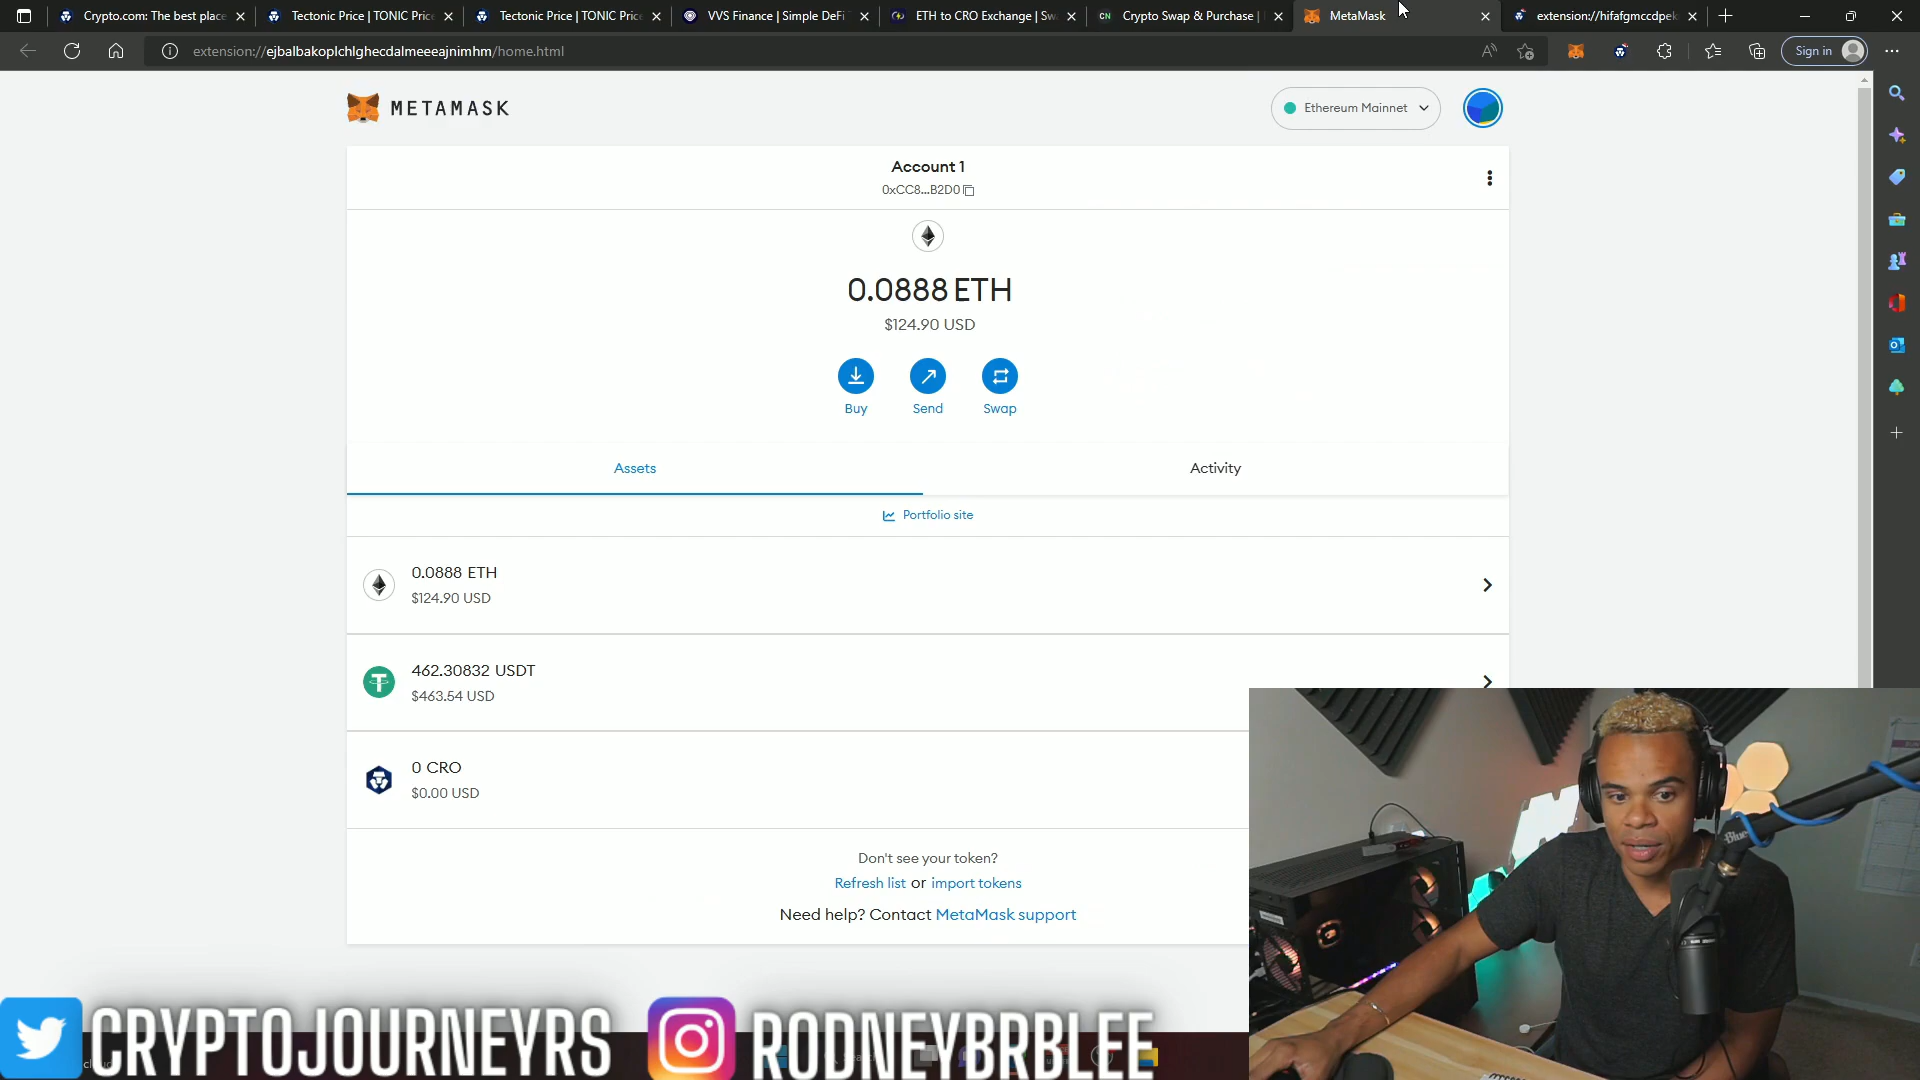 Crypto.com: The best place
Tectonic Price | TONIC Pric
Tectonic Price | TONIC Pric
VVS Finance | Simple DeFi
ETH to CRO Exchange | Sw
Crypto Swap & Purchase |
MetaMask
extension://hifafgmccdpek
extension://ejbalbakoplchlghecdalmeeeajnimhm/home.html
Sign in
METAMASK
Ethereum Mainnet
Account 1
0xCC8...B2D0
0.0888 ETH
$124.90 USD
Buy
Send
Swap
Assets
Activity
Portfolio site
0.0888 ETH
$124.90 USD
462.30832 USDT
$463.54 USD
0 CRO
$0.00 USD
Don't see your token?
Refresh list or import tokens
Need help? Contact MetaMask support
Blue
CRYPTOJOURNEYRS
RODNEYBRBLEE